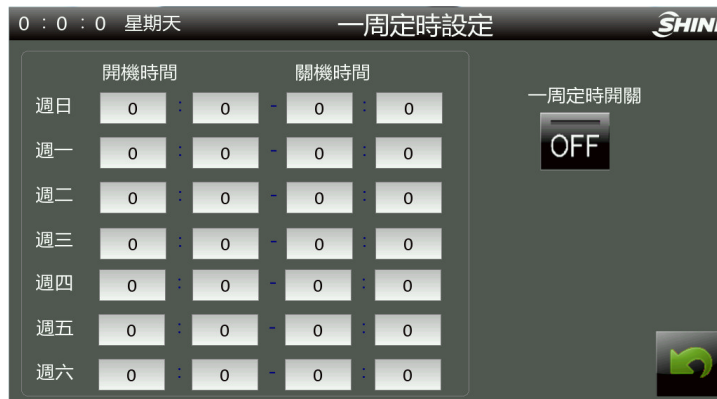 0 : 0 : 0 星期天 一周定時設定 SHINI
開機時間 關機時間
一周定時開關
週日 0 : 0 - 0 : 0
OFF
週一 0 : 0 - 0 : 0
週二 0 : 0 - 0 : 0
週三 0 : 0 - 0 : 0
週四 0 : 0 - 0 : 0
週五 0 : 0 - 0 : 0
週六 0 : 0 - 0 : 0